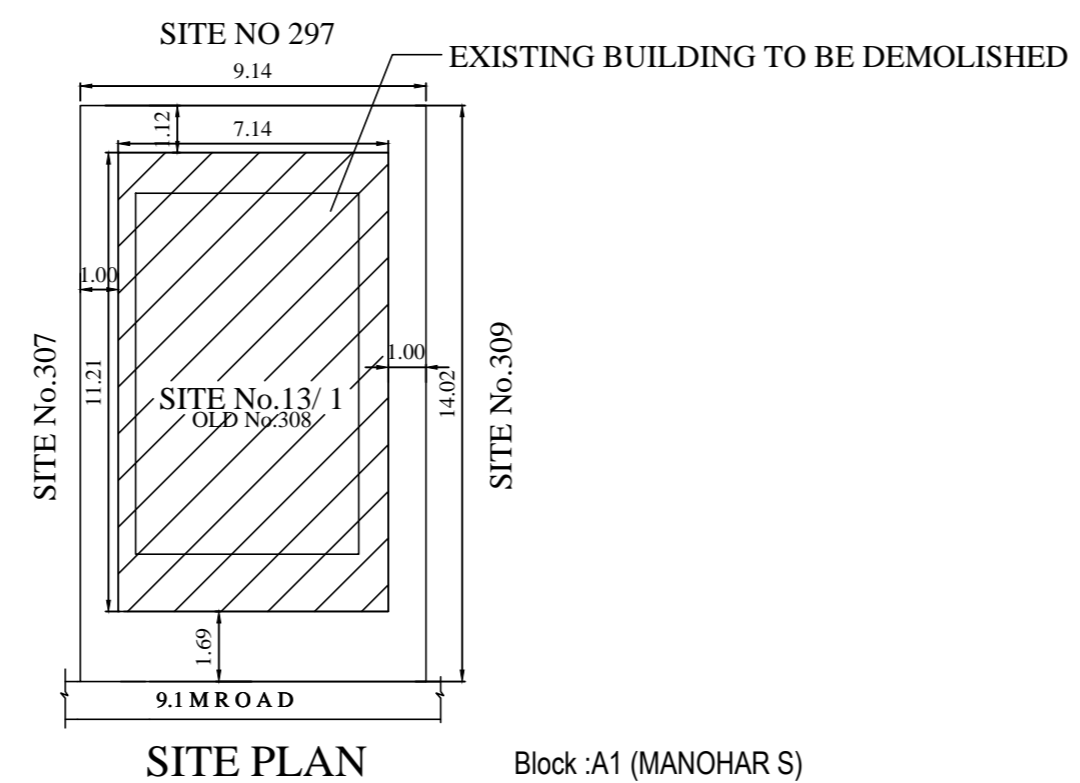 SITE NO 297
EXISTING BUILDING TO BE DEMOLISHED
9.14
1.12
7.14
1.00
SITE No.307
11.21
1.00
14.02
SITE No.309
SITE No.13/ 1
OLD No.308
1.69
9.1 M R O A D
SITE PLAN
Block :A1 (MANOHAR S)